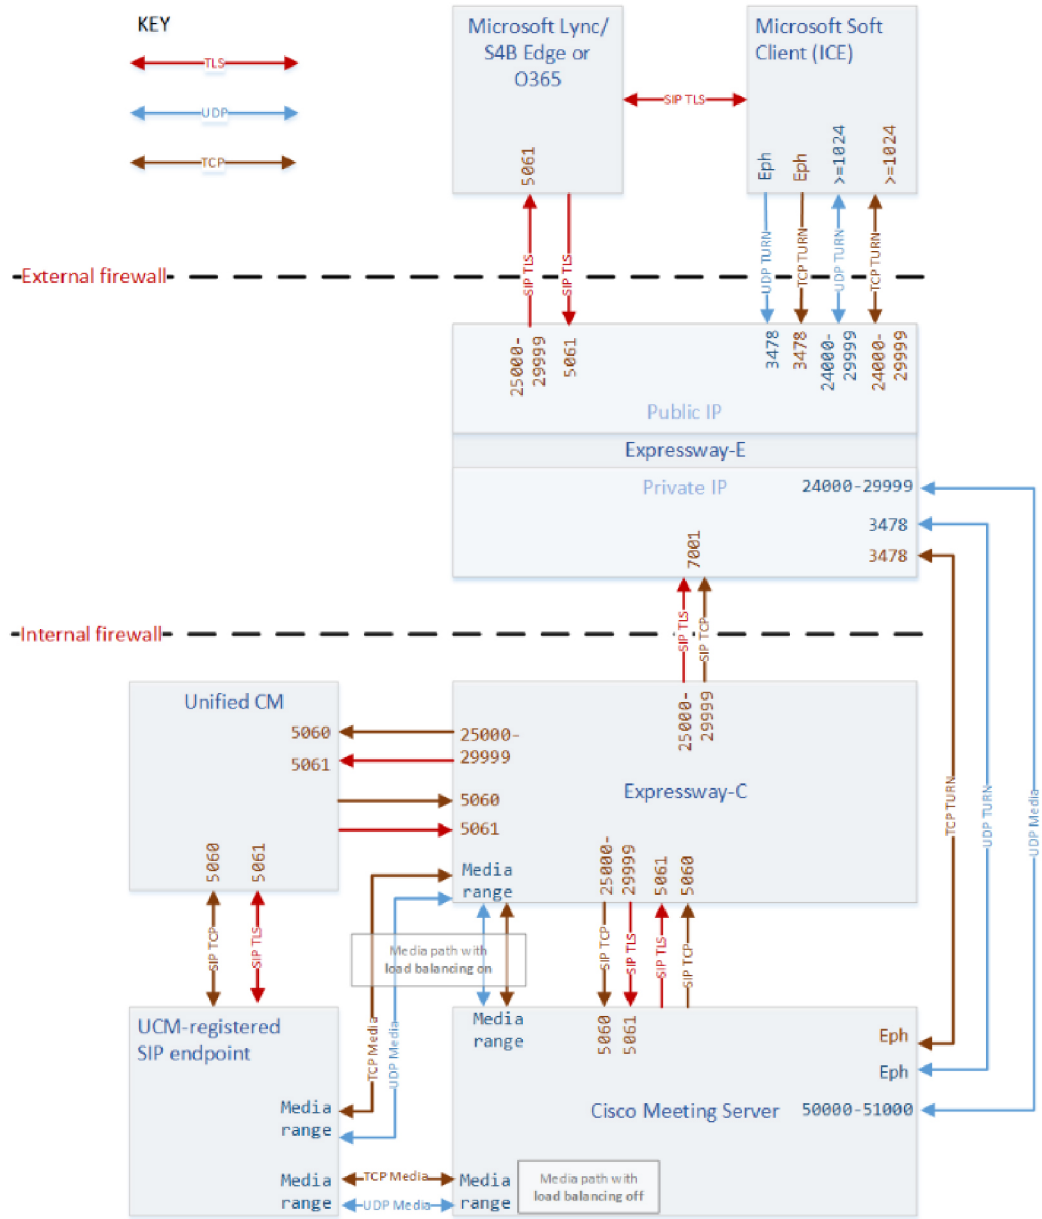 KEY
TLS
UDP
TCP
Microsoft Lync/
S4B Edge or
O365
5061
SIP TLS
Microsoft Soft
Client (ICE)
Eph
Eph
>=1024
>=1024
SIP TLS
SIP TLS
UDP TURN
TCP TURN
UDP TURN
TCP TURN
External firewall
25000-
29999
5061
3478
3478
24000-
29999
24000-
29999
Public IP
Expressway-E
Private IP
24000-29999
3478
3478
7001
Internal firewall
SIP TLS
SIP TCP
Unified CM
5060
5061
5060
5061
25000-
29999
25000-
29999
Expressway-C
5060
5061
Media
range
25000-
29999
5061
5060
TCP TURN
UDP TURN
UDP Media
SIP TCP
SIP TLS
Media path with
load balancing on
SIP TCP
SIP TLS
SIP TLS
SIP TCP
UCM-registered
SIP endpoint
TCP Media
UDP Media
Media
range
5060
5061
Eph
Eph
Cisco Meeting Server
50000-51000
Media
range
Media
range
TCP Media
UDP Media
Media
range
Media path with
load balancing off